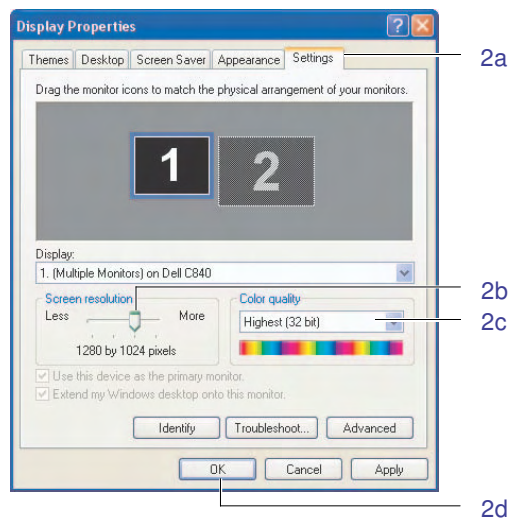 Display Properties
Themes Desktop Screen Saver Appearance Settings
2a
Drag the monitor icons to match the physical arrangement of your monitors.
1 2
Display:
1. (Multiple Monitors) on Dell C840
Screen resolution
Less More
1280 by 1024 pixels
2b
Color quality
Highest (32 bit)
2c
Use this device as the primary monitor.
Extend my Windows desktop onto this monitor.
Identify Troubleshoot... Advanced
OK Cancel Apply
2d